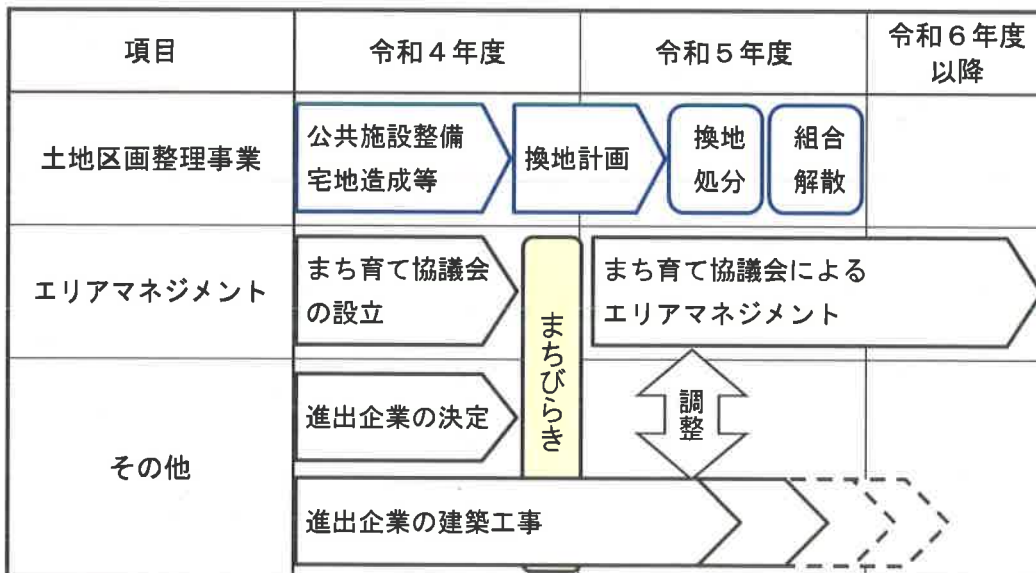 項目
令和４年度
令和５年度
令和６年度
以降
土地区画整理事業
公共施設整備
宅地造成等
換地計画
換地
処分
組合
解散
エリアマネジメント
まち育て協議会
の設立
まちびらき
まち育て協議会による
エリアマネジメント
調整
その他
進出企業の決定
進出企業の建築工事